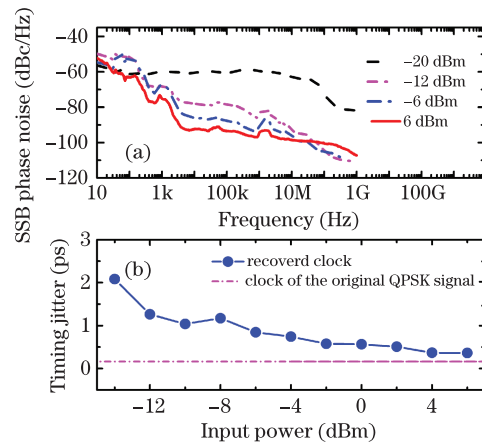 SSB phase noise (dBc/Hz)
−40
−60
−80
−100
−120
−20 dBm
−12 dBm
−6 dBm
6 dBm
(a)
10 1k 100k 10M 1G 100G
Frequency (Hz)
Timing jitter (ps)
3
2
1
0
(b)
recoverd clock
clock of the original QPSK signal
−12 −8 −4 0 4
Input power (dBm)